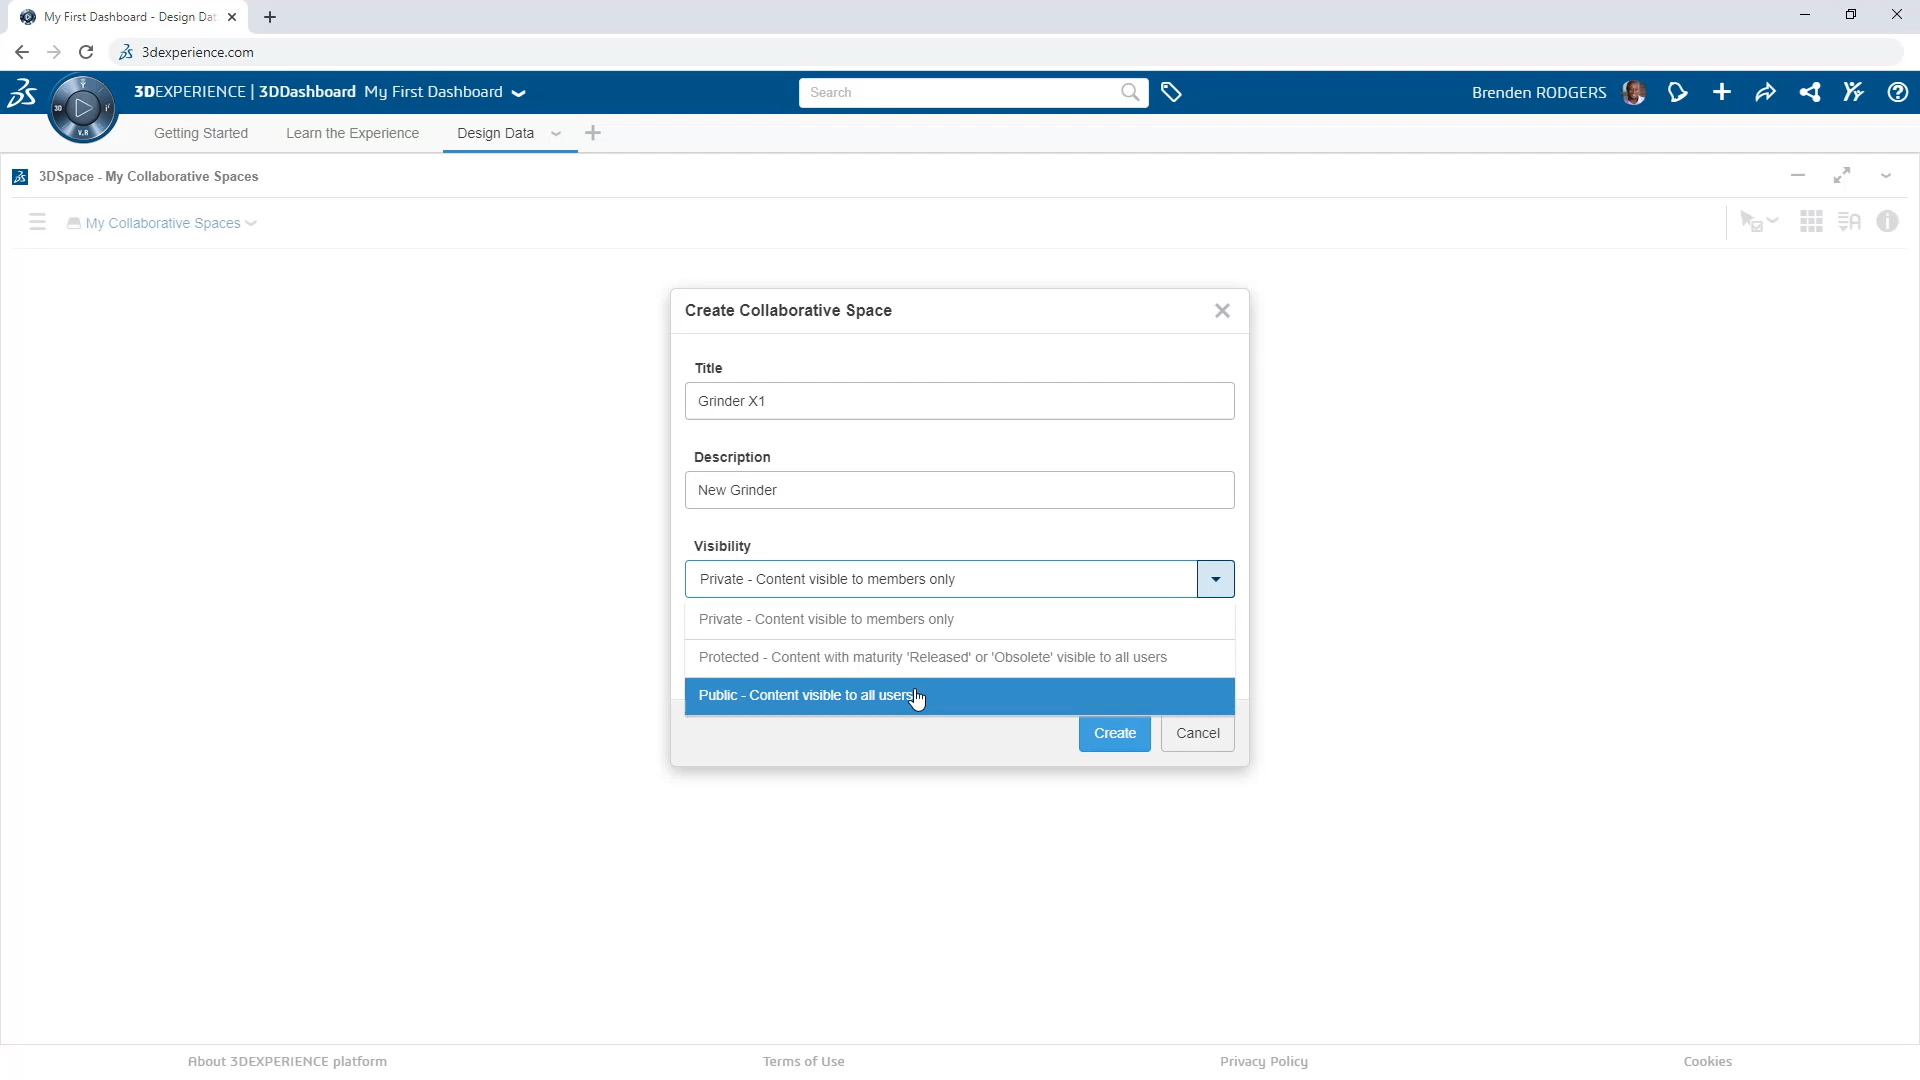 My First Dashboard - Design Dat
3dexperience.com
3DEXPERIENCE | 3DDashboard My First Dashboard
Search
Brenden RODGERS
3D
V.R
Getting Started
Learn the Experience
Design Data
3DSpace - My Collaborative Spaces
My Collaborative Spaces
Create Collaborative Space
Title
Grinder X1
Description
New Grinder
Visibility
Private - Content visible to members only
Private - Content visible to members only
Protected - Content with maturity 'Released' or 'Obsolete' visible to all users
Public - Content visible to all users
Create
Cancel
About 3DEXPERIENCE platform
Terms of Use
Privacy Policy
Cookies